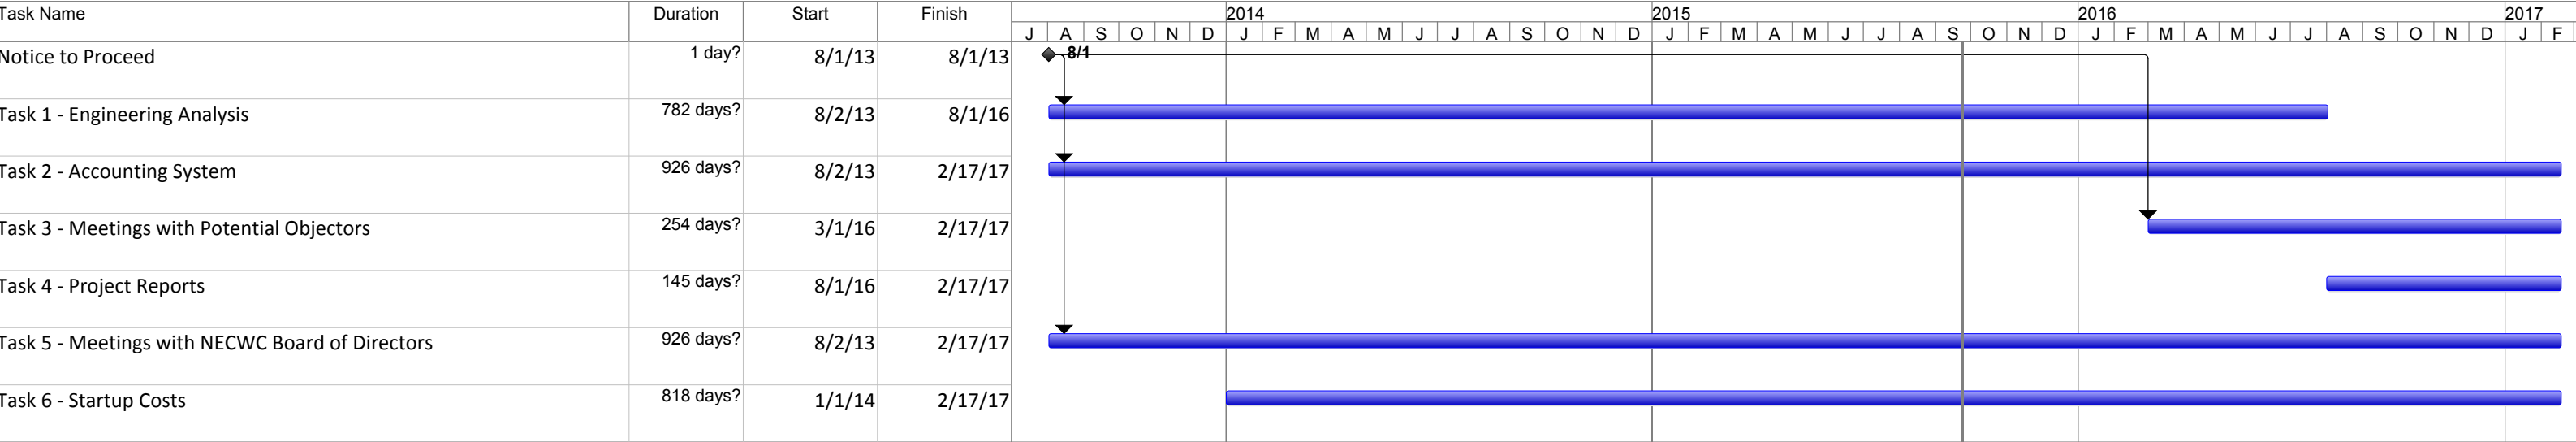 Task Name Duration Start Finish 2014 2015 2016 2017
J A S O N D J F M A M J J A S O N D J F M A M J J A S O N D J F M A M J J A S O N D J F
Notice to Proceed 1 day? 8/1/13 8/1/13 8/1
Task 1 - Engineering Analysis 782 days? 8/2/13 8/1/16
Task 2 - Accounting System 926 days? 8/2/13 2/17/17
Task 3 - Meetings with Potential Objectors 254 days? 3/1/16 2/17/17
Task 4 - Project Reports 145 days? 8/1/16 2/17/17
Task 5 - Meetings with NECWC Board of Directors 926 days? 8/2/13 2/17/17
Task 6 - Startup Costs 818 days? 1/1/14 2/17/17